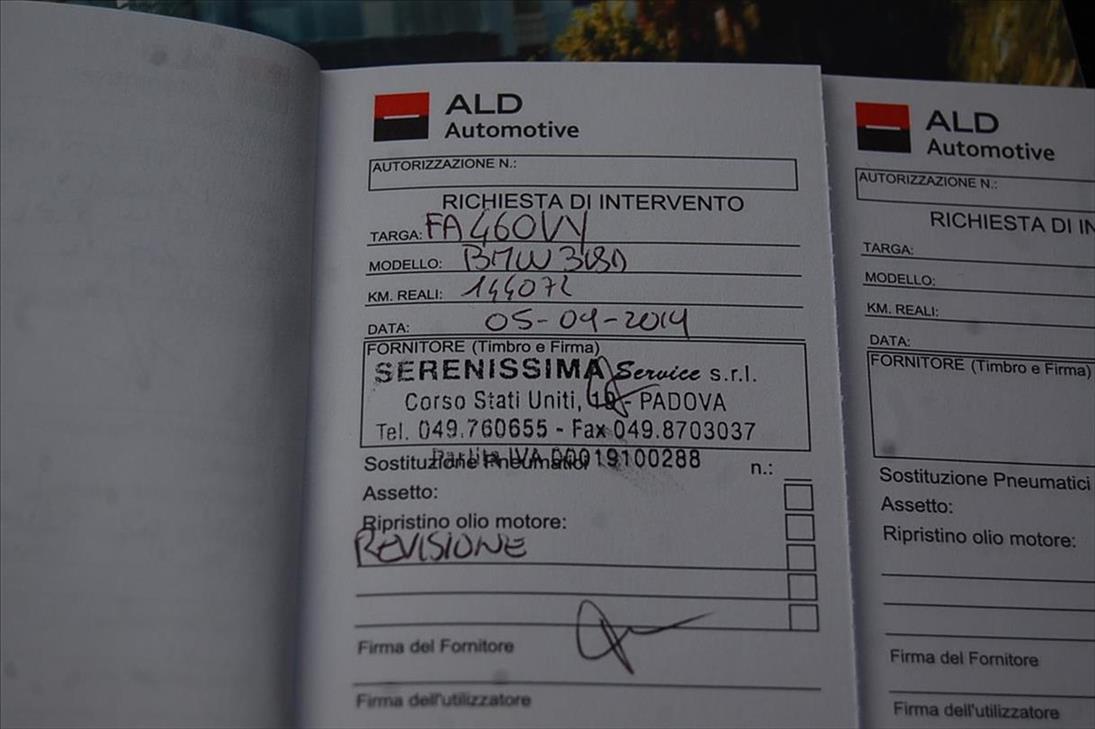 ALD
Automotive
AUTORIZZAZIONE N.:
RICHIESTA DI INTERVENTO
TARGA: FA460VY
MODELLO: BMW 318D
KM. REALI: 144072
DATA: 05-09-2019
FORNITORE (Timbro e Firma)
SERENISSIMA Service s.r.l.
Corso Stati Uniti, 18 - PADOVA
Tel. 049.760655 - Fax 049.8703037
Partita IVA 00019100288
Sostituzione Pneumatici n.:
Assetto:
Ripristino olio motore:
REVISIONE
Firma del Fornitore
Firma dell'utilizzatore
ALD
Automotive
AUTORIZZAZIONE N.:
RICHIESTA DI IN
TARGA:
MODELLO:
KM. REALI:
DATA:
FORNITORE (Timbro e Firma)
Sostituzione Pneumatici
Assetto:
Ripristino olio motore:
Firma del Fornitore
Firma dell'utilizzatore